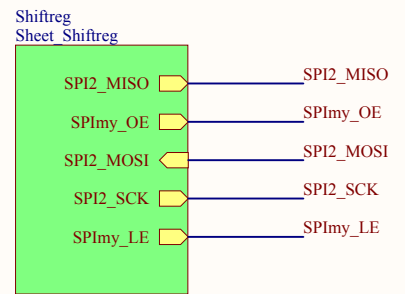 Shiftreg
Sheet_Shiftreg
SPI2_MISO SPI2_MISO
SPImy_OE SPImy_OE
SPI2_MOSI SPI2_MOSI
SPI2_SCK SPI2_SCK
SPImy_LE SPImy_LE